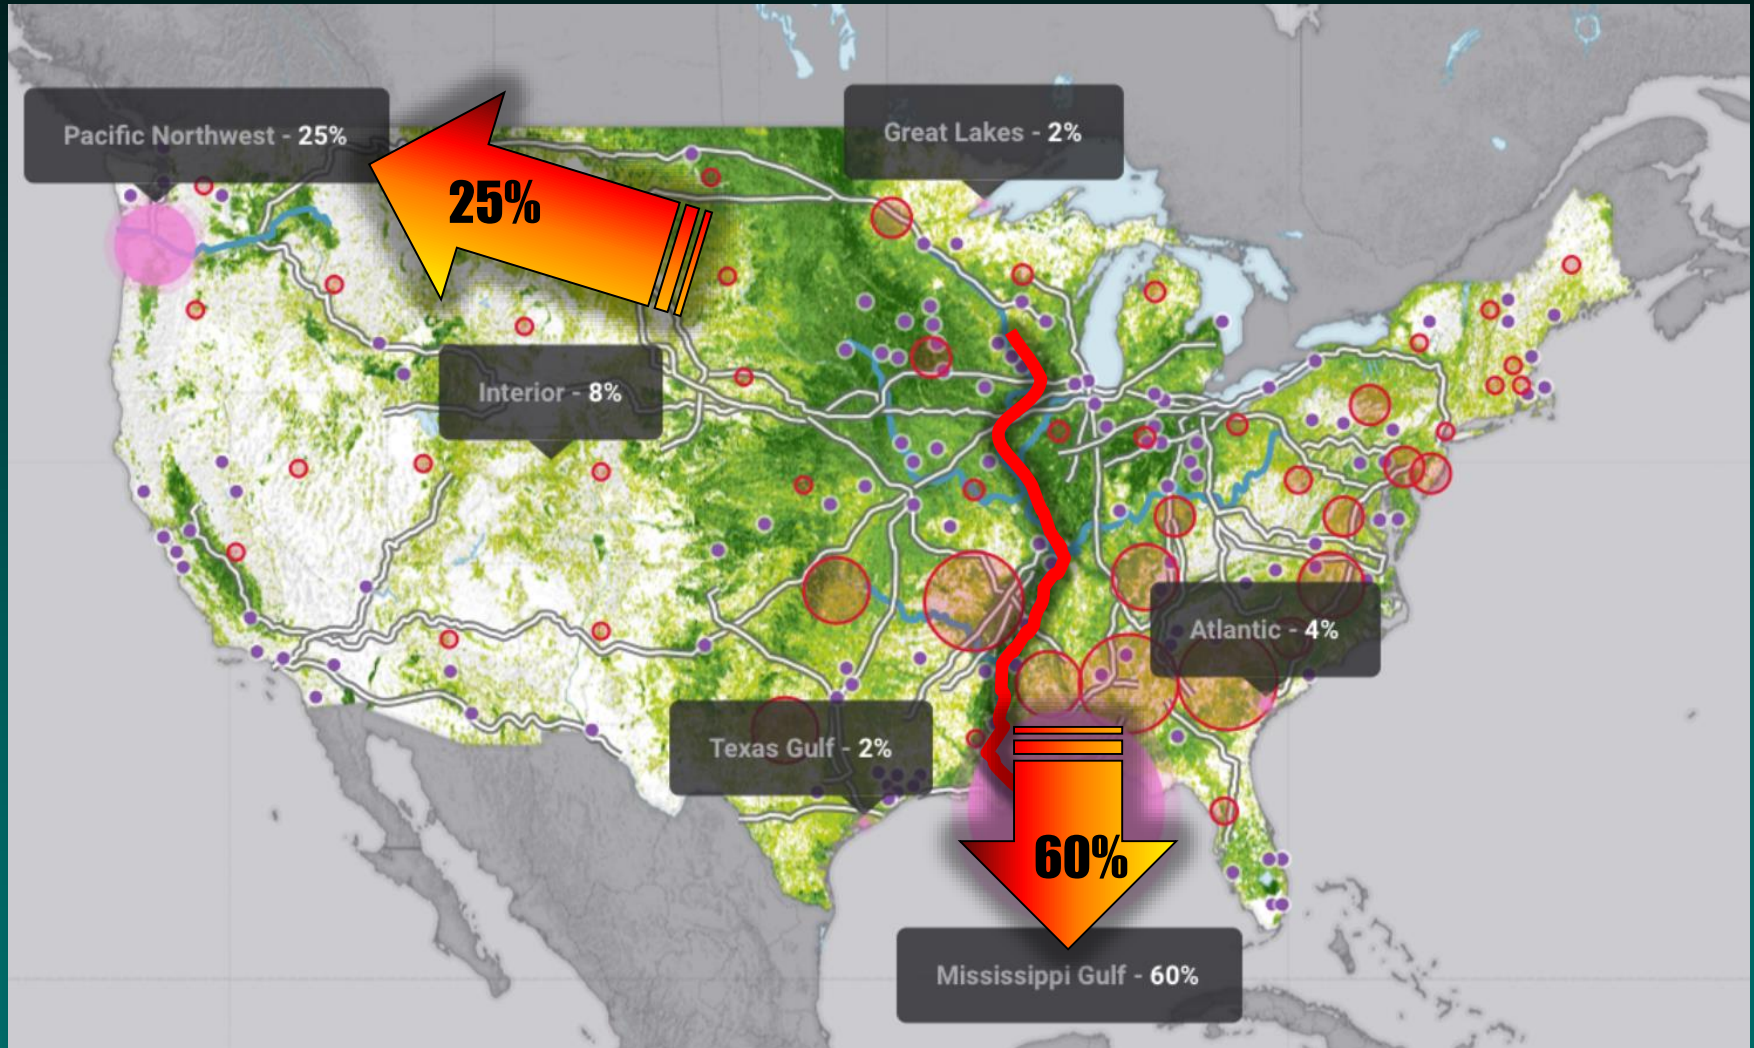 Pacific Northwest - 25%
Great Lakes - 2%
25%
Interior - 8%
Atlantic - 4%
Texas Gulf - 2%
60%
Mississippi Gulf - 60%